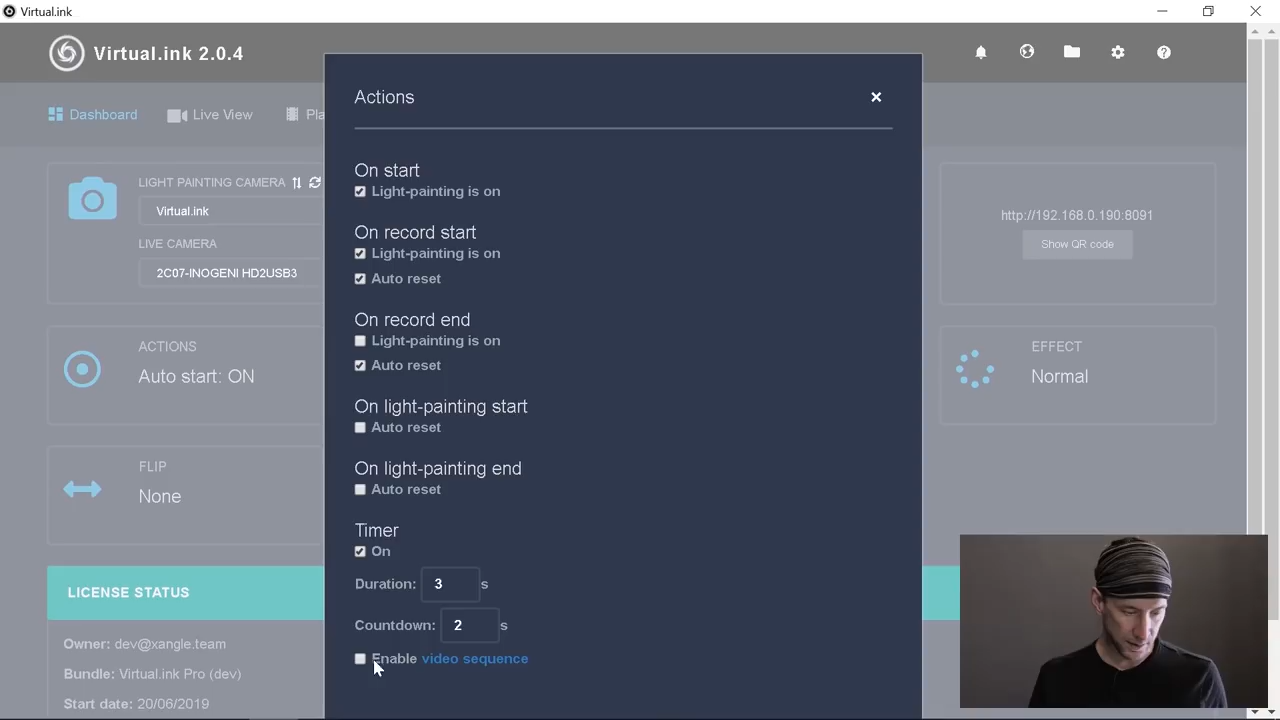 Virtual.ink
Virtual.ink 2.0.4
Dashboard
Live View
Pla
LIGHT PAINTING CAMERA
Virtual.ink
LIVE CAMERA
2C07-INOGENI HD2USB3
ACTIONS
Auto start: ON
FLIP
None
LICENSE STATUS
Owner: dev@xangle.team
Bundle: Virtual.ink Pro (dev)
Start date: 20/06/2019
Actions
On start
Light-painting is on
On record start
Light-painting is on
Auto reset
On record end
Light-painting is on
Auto reset
On light-painting start
Auto reset
On light-painting end
Auto reset
Timer
On
Duration: 3 s
Countdown: 2 s
Enable video sequence
http://192.168.0.190:8091
Show QR code
EFFECT
Normal